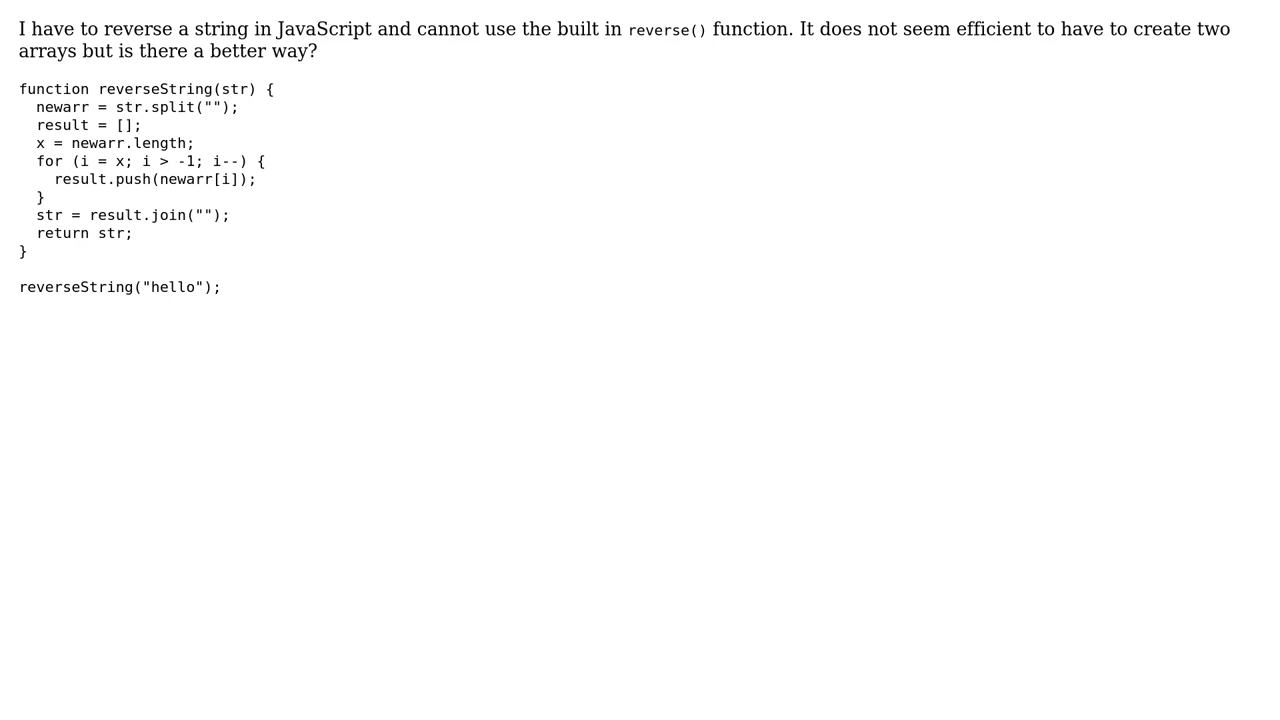 I have to reverse a string in JavaScript and cannot use the built in reverse() function. It does not seem efficient to have to create two
arrays but is there a better way?
function reverseString(str) {
  newarr = str.split("");
  result = [];
  x = newarr.length;
  for (i = x; i > -1; i--) {
    result.push(newarr[i]);
  }
  str = result.join("");
  return str;
}

reverseString("hello");